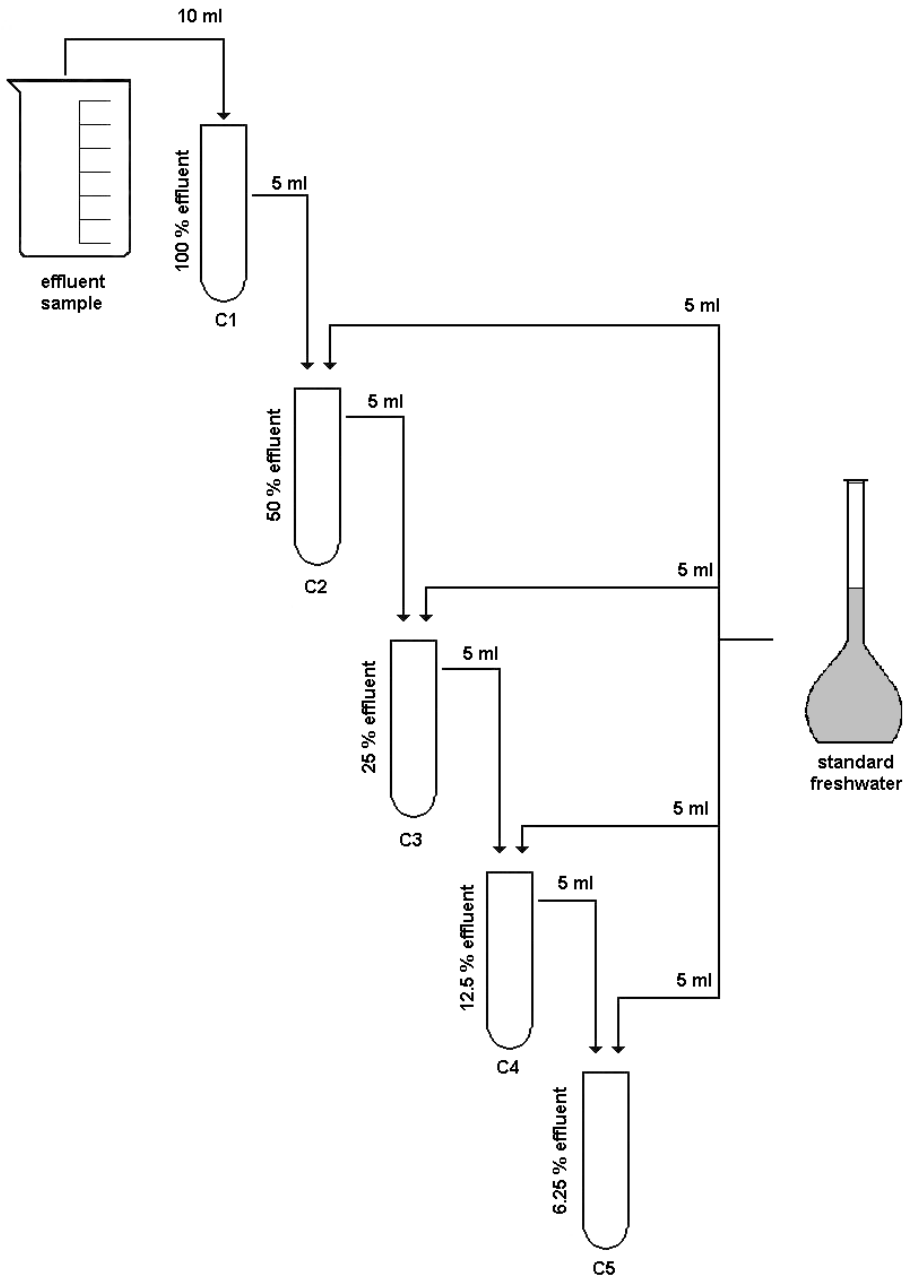 10 ml
100 % effluent
5 ml
effluent
sample
C1
5 ml
50 % effluent
5 ml
C2
5 ml
25 % effluent
5 ml
standard
freshwater
C3
5 ml
12.5 % effluent
5 ml
C4
5 ml
6.25 % effluent
C5